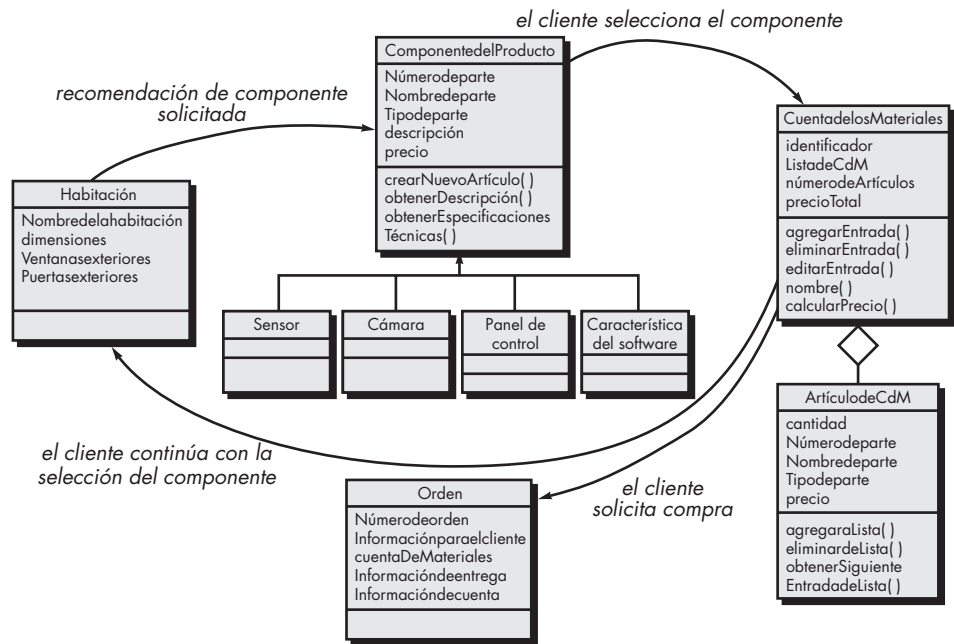 el cliente selecciona el componente
ComponentedelProducto
Númerodeparte
Nombredeparte
Tipodeparte
descripción
precio
crearNuevoArtículo( )
obtenerDescripción( )
obtenerEspecificaciones
Técnicas( )
recomendación de componente
solicitada
CuentadelosMateriales
identificador
ListadeCdM
númerodeArtículos
precioTotal
agregarEntrada( )
eliminarEntrada( )
editarEntrada( )
nombre( )
calcularPrecio( )
Habitación
Nombredelahabitación
dimensiones
Ventanasexteriores
Puertasexteriores
Sensor
Cámara
Panel de
control
Característica
del software
ArtículodeCdM
cantidad
Númerodeparte
Nombredeparte
Tipodeparte
precio
agregaraLista( )
eliminardeLista( )
obtenerSiguiente
EntradadeLista( )
el cliente continúa con la
selección del componente
Orden
Númerodeorden
Informaciónparaelcliente
cuentaDeMateriales
Informacióndeentrega
Informacióndecuenta
el cliente
solicita compra